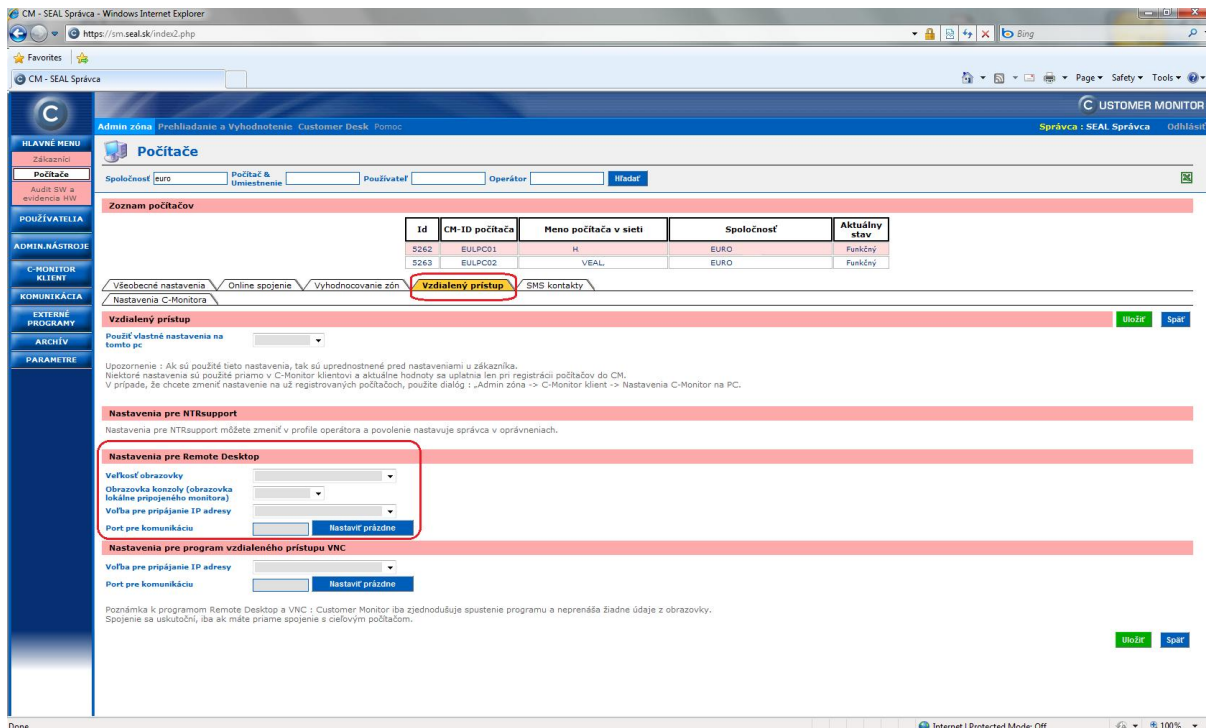 CM - SEAL Správca - Windows Internet Explorer
https://sm.seal.sk/index2.php
Bing
Favorites
CM - SEAL Správca
Page Safety Tools
C USTOMER MONITOR
Admin zóna Prehliadanie a Vyhodnotenie Customer Desk Pomoc
Správca : SEAL Správca Odhlásiť
HLAVNÉ MENU
Zákazníci
Počítače
Audit SW a
evidencia HW
POUŽÍVATELIA
ADMIN.NÁSTROJE
C-MONITOR
KLIENT
KOMUNIKÁCIA
EXTERNÉ
PROGRAMY
ARCHÍV
PARAMETRE
Počítače
Spoločnosť euro Počítač & Umiestnenie Používateľ Operátor Hľadať
Zoznam počítačov
Id CM-ID počítača Meno počítača v sieti Spoločnosť Aktuálny stav
5262 EULPC01 H EURO Funkčný
5263 EULPC02 VEAL. EURO Funkčný
Všeobecné nastavenia Online spojenie Vyhodnocovanie zón Vzdialený prístup SMS kontakty
Nastavenia C-Monitora
Vzdialený prístup Uložiť Späť
Použiť vlastné nastavenia na
tomto pc
Upozornenie : Ak sú použité tieto nastavenia, tak sú uprednostnené pred nastaveniami u zákazníka.
Niektoré nastavenia sú použité priamo v C-Monitor klientovi a aktuálne hodnoty sa uplatnia len pri registrácii počítačov do CM.
V prípade, že chcete zmeniť nastavenie na už registrovaných počítačoch, použite dialóg : „Admin zóna -> C-Monitor klient -> Nastavenia C-Monitor na PC.
Nastavenia pre NTRsupport
Nastavenia pre NTRsupport môžete zmeniť v profile operátora a povolenie nastavuje správca v oprávneniach.
Nastavenia pre Remote Desktop
Veľkosť obrazovky
Obrazovka konzoly (obrazovka
lokálne pripojeného monitora)
Voľba pre pripájanie IP adresy
Port pre komunikáciu Nastaviť prázdne
Nastavenia pre program vzdialeného prístupu VNC
Voľba pre pripájanie IP adresy
Port pre komunikáciu Nastaviť prázdne
Poznámka k programom Remote Desktop a VNC : Customer Monitor iba zjednodušuje spustenie programu a neprenáša žiadne údaje z obrazovky.
Spojenie sa uskutoční, iba ak máte priame spojenie s cieľovým počítačom.
Uložiť Späť
Done Internet | Protected Mode: Off 100%